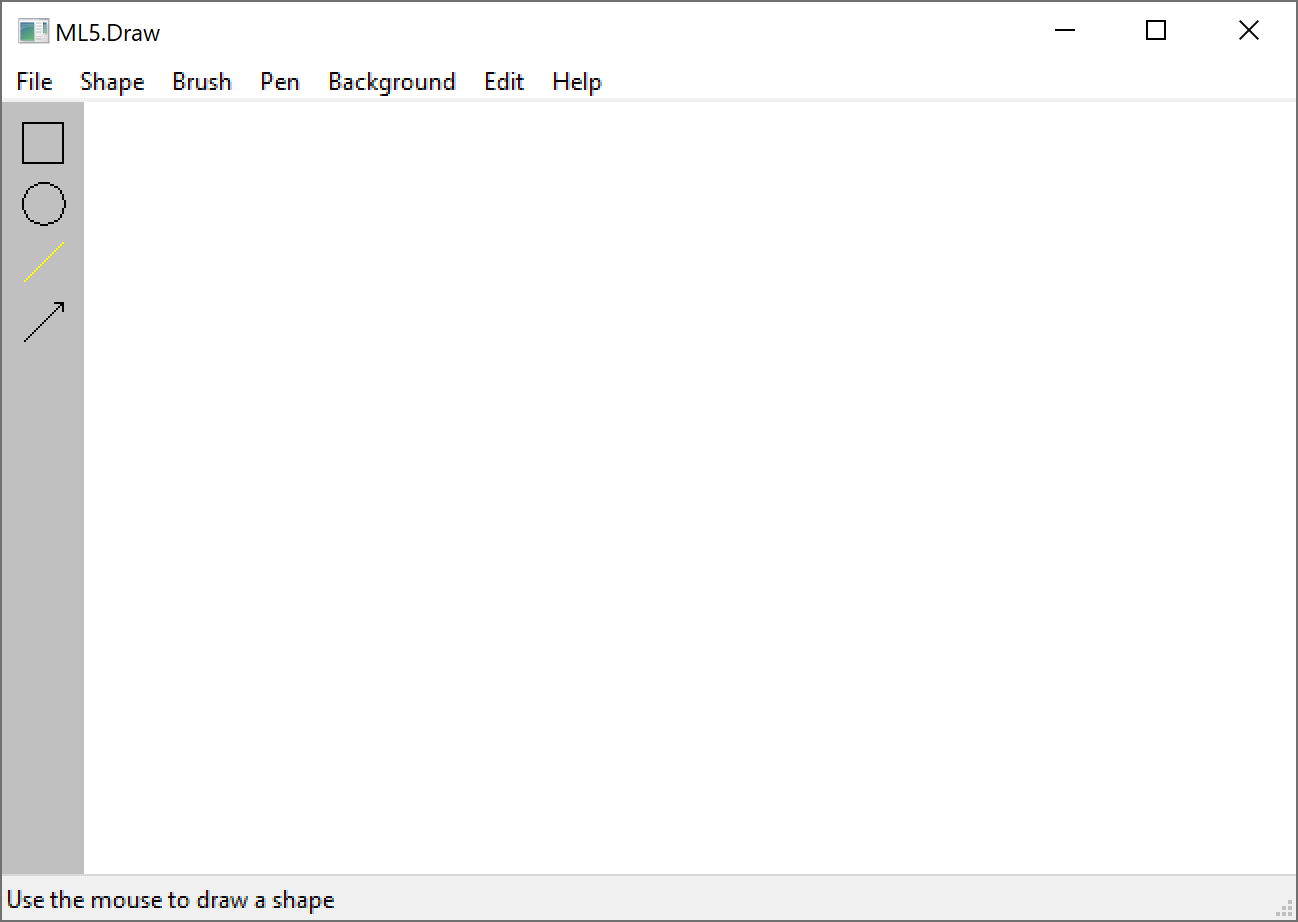 ML5.Draw
File Shape Brush Pen Background Edit Help
Use the mouse to draw a shape